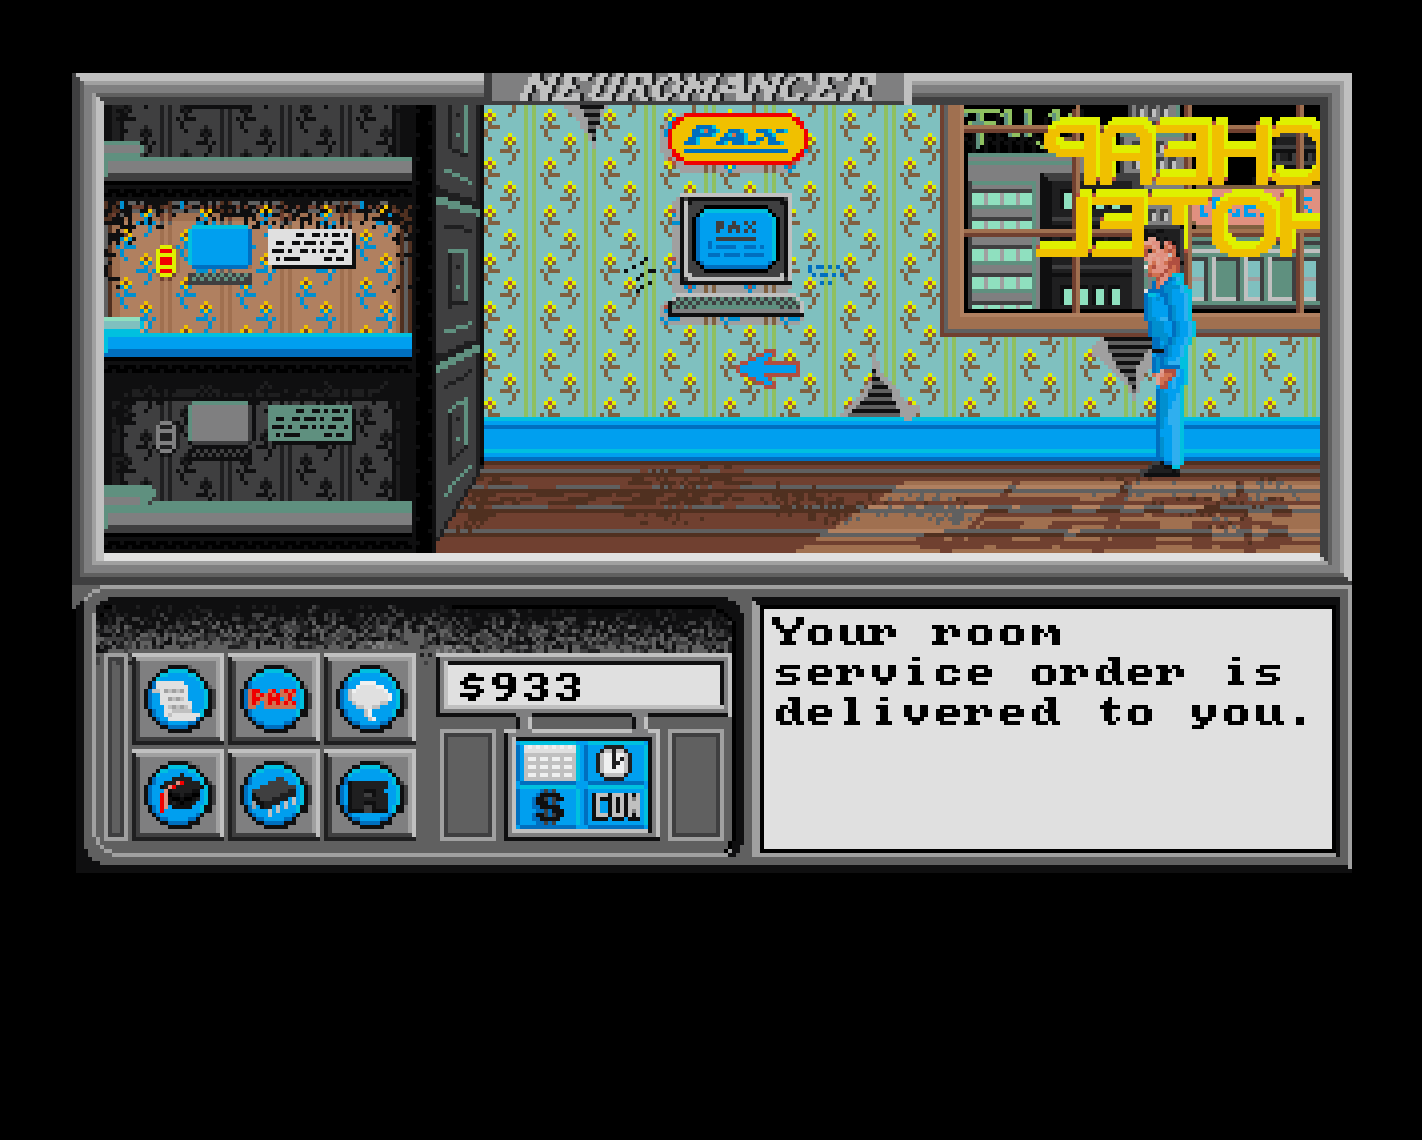 NEUROMANCER
PAX
CHEAP
HOTEL
PAX
$933
PAX
$
COM
Your room
service order is
delivered to you.